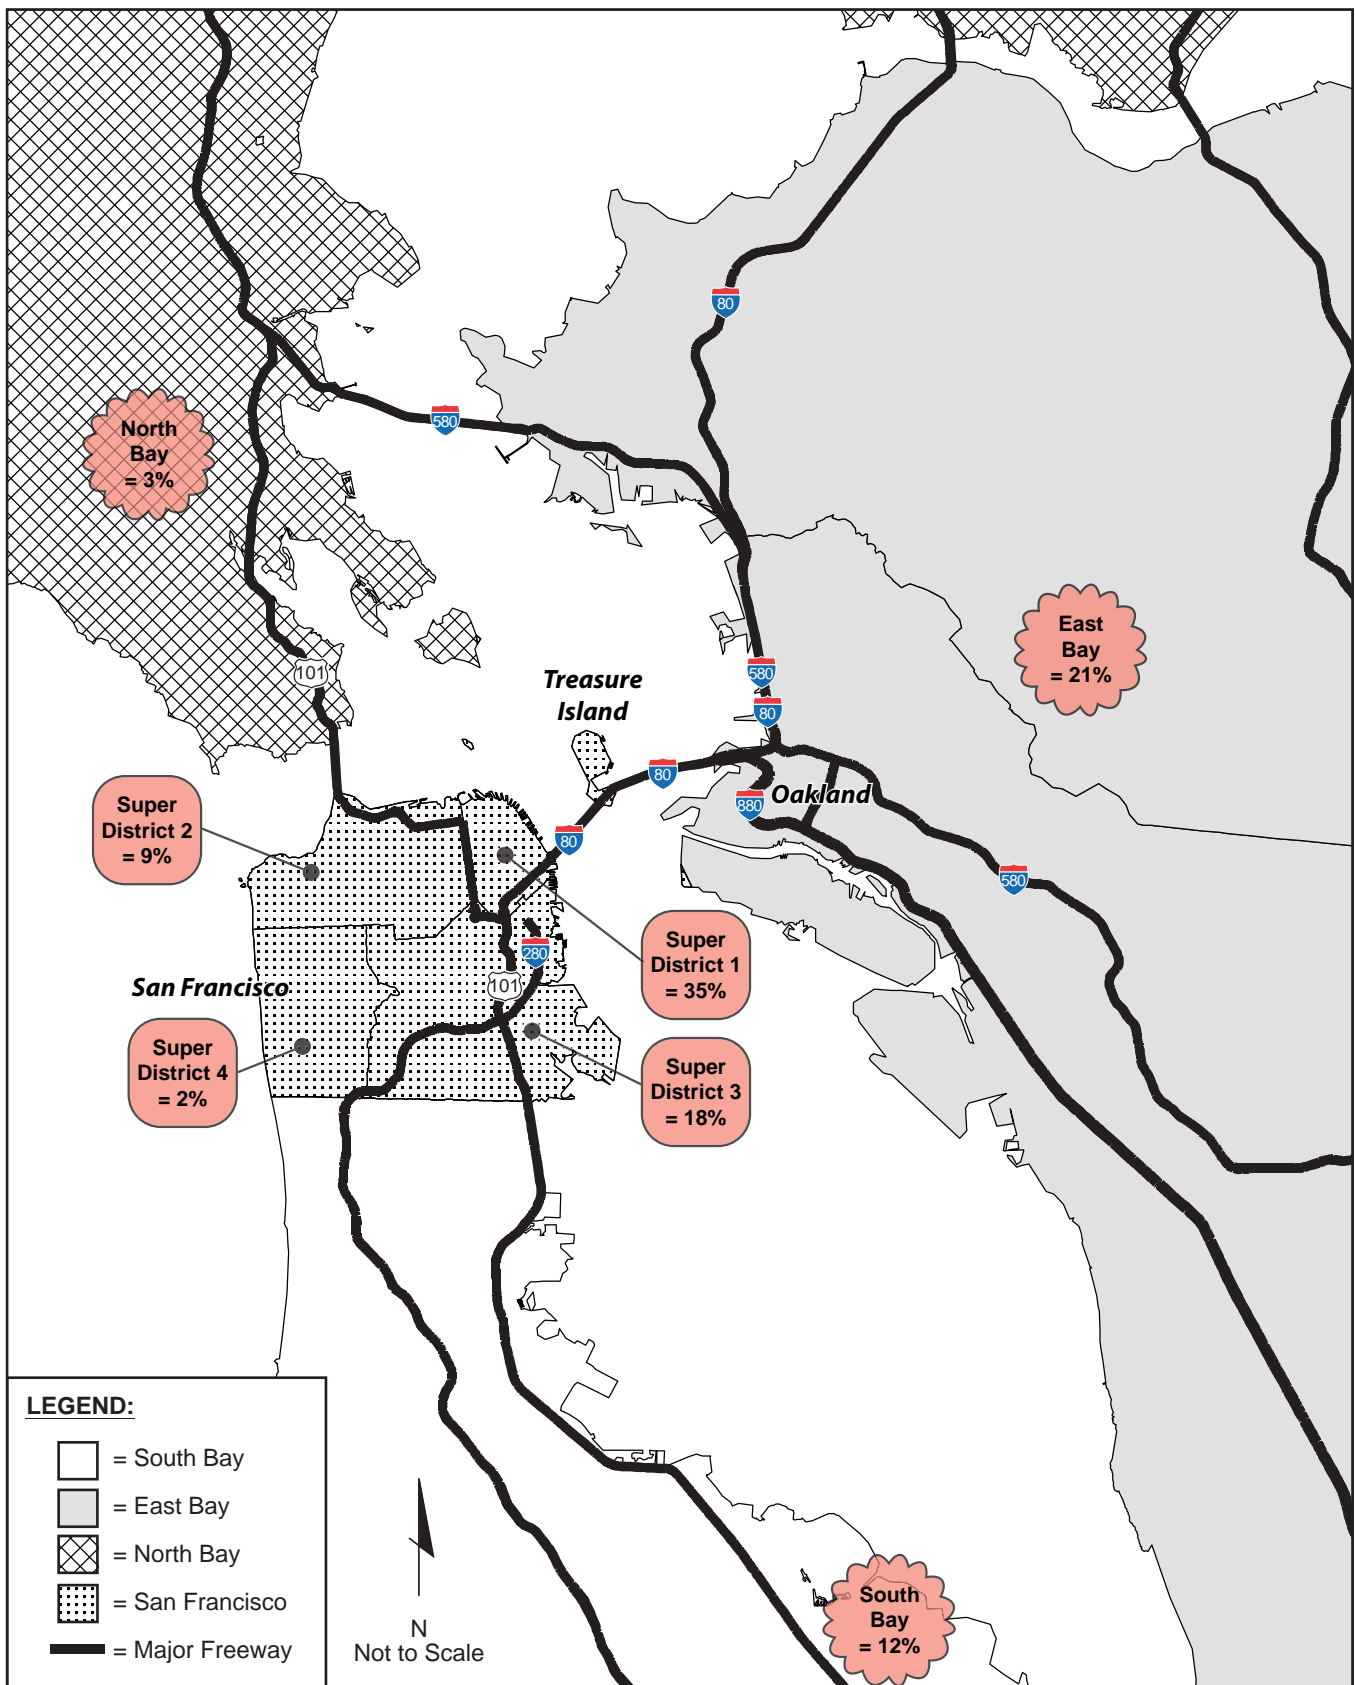 80
580
North
Bay
= 3%
East
Bay
= 21%
101
580
80
Treasure
Island
80
880
Oakland
80
580
Super
District 2
= 9%
Super
District 1
= 35%
280
101
San Francisco
Super
District 4
= 2%
Super
District 3
= 18%
LEGEND:
= South Bay
= East Bay
= North Bay
= San Francisco
= Major Freeway
N
Not to Scale
South
Bay
= 12%